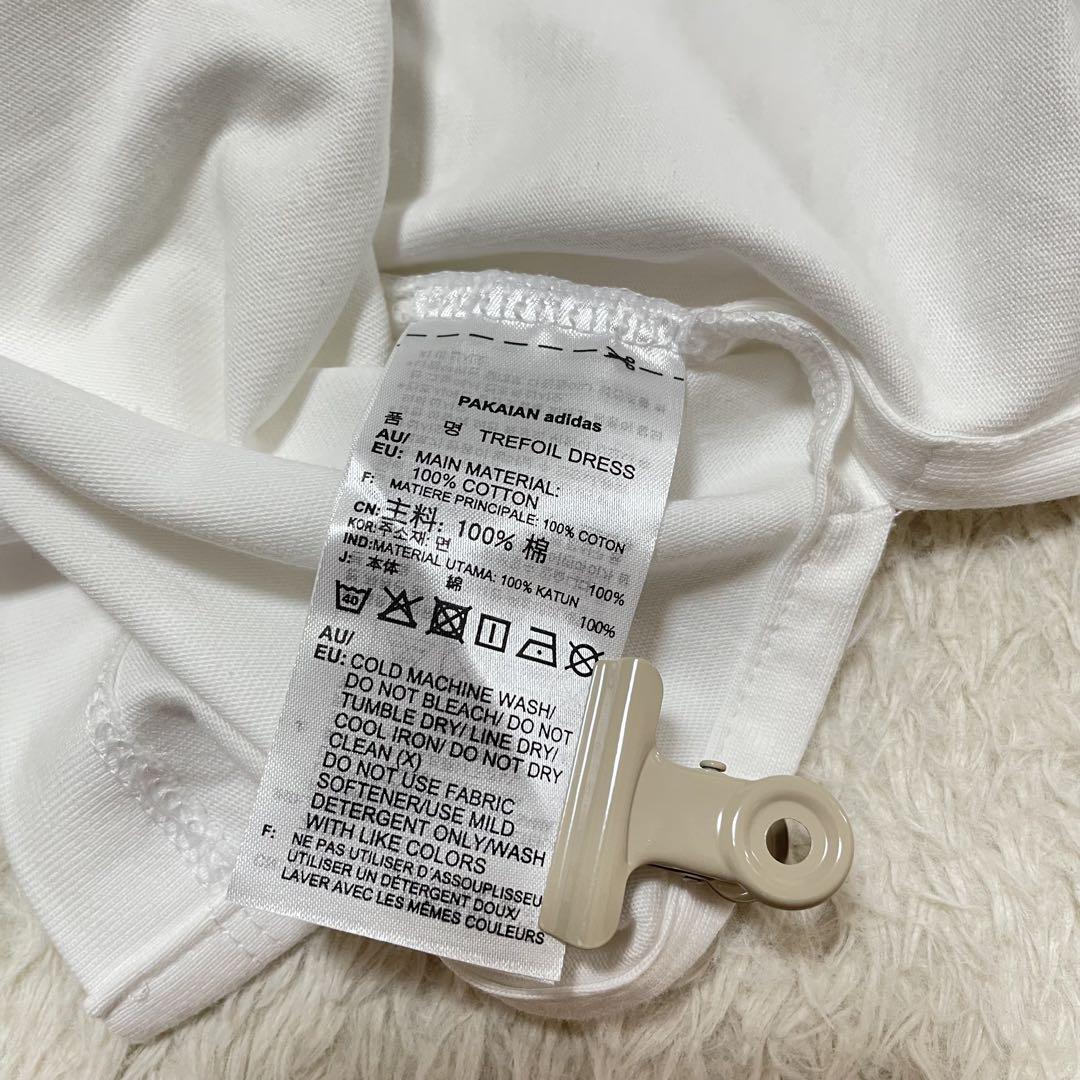 PAKAIAN adidas
품 명 TREFOIL DRESS
AU/
EU: MAIN MATERIAL:
100% COTTON
F: MATIERE PRINCIPALE: 100% COTON
CN: 主料: 100% 棉
KOR: 주소재: 면 100%
IND: MATERIAL UTAMA: 100% KATUN
J: 本体 綿 100%
40
AU/
EU: COLD MACHINE WASH/
DO NOT BLEACH/ DO NOT
TUMBLE DRY/ LINE DRY/
COOL IRON/ DO NOT DRY
CLEAN (X)
DO NOT USE FABRIC
SOFTENER/USE MILD
DETERGENT ONLY/WASH
WITH LIKE COLORS
F: NE PAS UTILISER D'ASSOUPLISSEU
UTILISER UN DÉTERGENT DOUX/
LAVER AVEC LES MÊMES COULEURS